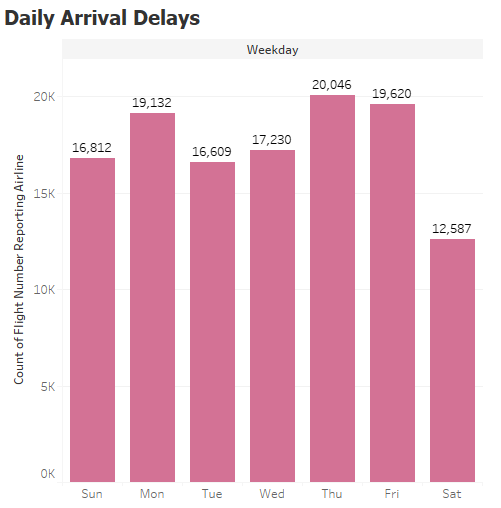 Daily Arrival Delays
Weekday
Count of Flight Number Reporting Airline
20K
15K
10K
5K
0K
16,812
19,132
16,609
17,230
20,046
19,620
12,587
Sun Mon Tue Wed Thu Fri Sat